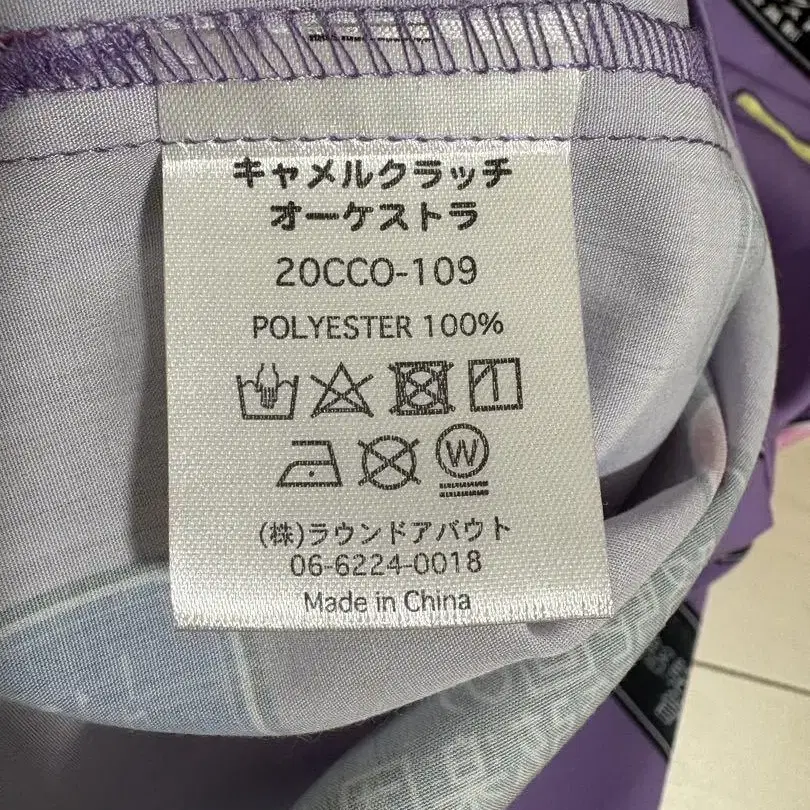 キャメルクラッチ
オーケストラ
20CCO-109
POLYESTER 100%
W
(株)ラウンドアバウト
06-6224-0018
Made in China